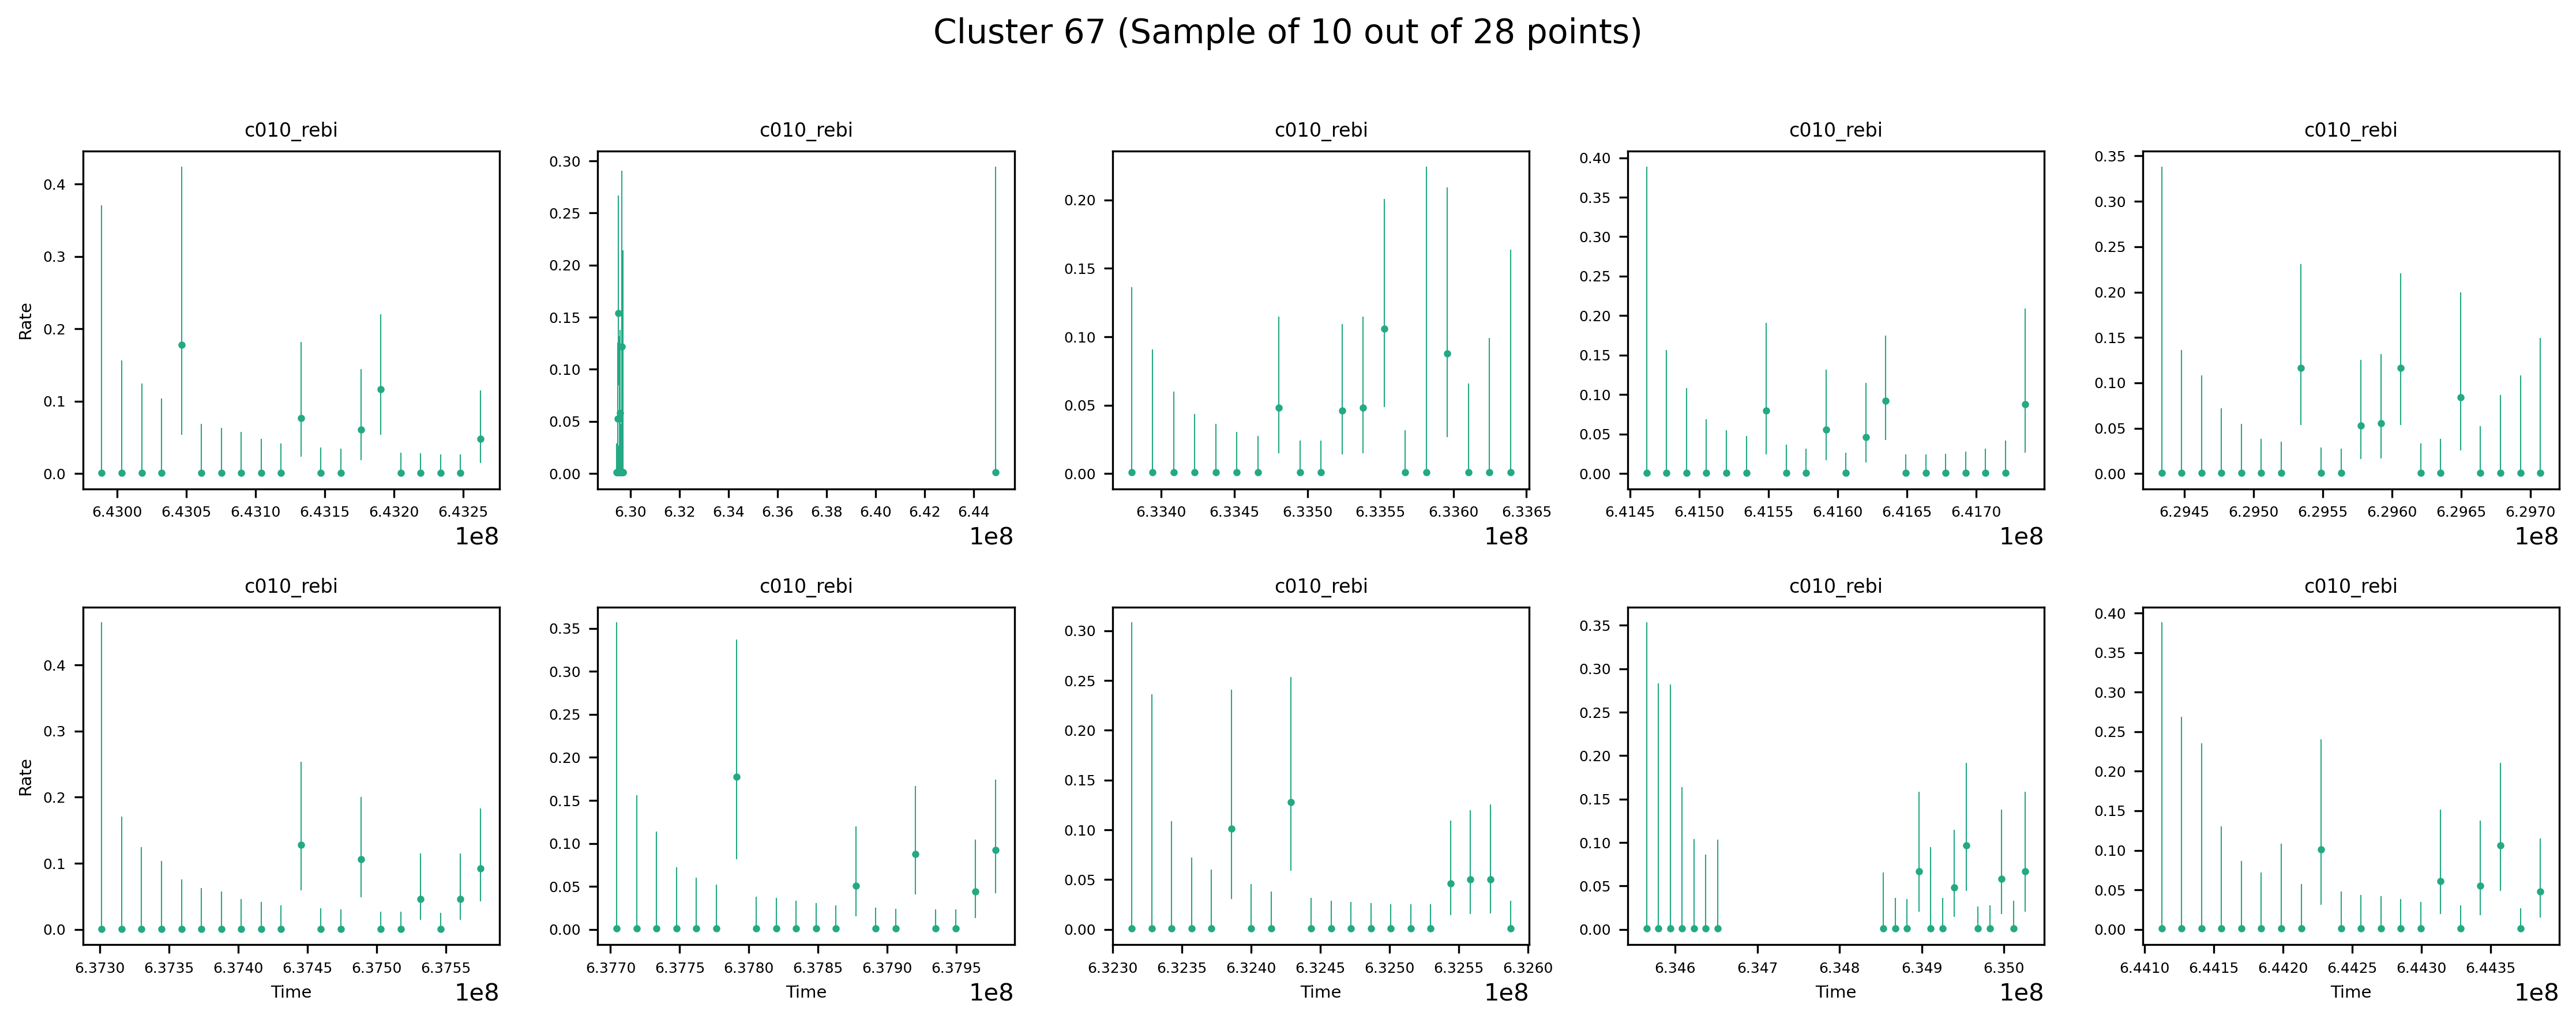 Cluster 67 (Sample of 10 out of 28 points)
c010_rebi c010_rebi c010_rebi c010_rebi c010_rebi
Rate
0.4
0.3
0.2
0.1
0.0
6.4300 6.4305 6.4310 6.4315 6.4320 6.4325
1e8
0.30
0.25
0.20
0.15
0.10
0.05
0.00
6.30 6.32 6.34 6.36 6.38 6.40 6.42 6.44
1e8
0.20
0.15
0.10
0.05
0.00
6.3340 6.3345 6.3350 6.3355 6.3360 6.3365
1e8
0.40
0.35
0.30
0.25
0.20
0.15
0.10
0.05
0.00
6.4145 6.4150 6.4155 6.4160 6.4165 6.4170
1e8
0.35
0.30
0.25
0.20
0.15
0.10
0.05
0.00
6.2945 6.2950 6.2955 6.2960 6.2965 6.2970
1e8
c010_rebi c010_rebi c010_rebi c010_rebi c010_rebi
Rate
0.4
0.3
0.2
0.1
0.0
6.3730 6.3735 6.3740 6.3745 6.3750 6.3755
Time 1e8
0.35
0.30
0.25
0.20
0.15
0.10
0.05
0.00
6.3770 6.3775 6.3780 6.3785 6.3790 6.3795
Time 1e8
0.30
0.25
0.20
0.15
0.10
0.05
0.00
6.3230 6.3235 6.3240 6.3245 6.3250 6.3255 6.3260
Time 1e8
0.35
0.30
0.25
0.20
0.15
0.10
0.05
0.00
6.346 6.347 6.348 6.349 6.350
Time 1e8
0.40
0.35
0.30
0.25
0.20
0.15
0.10
0.05
0.00
6.4410 6.4415 6.4420 6.4425 6.4430 6.4435
Time 1e8